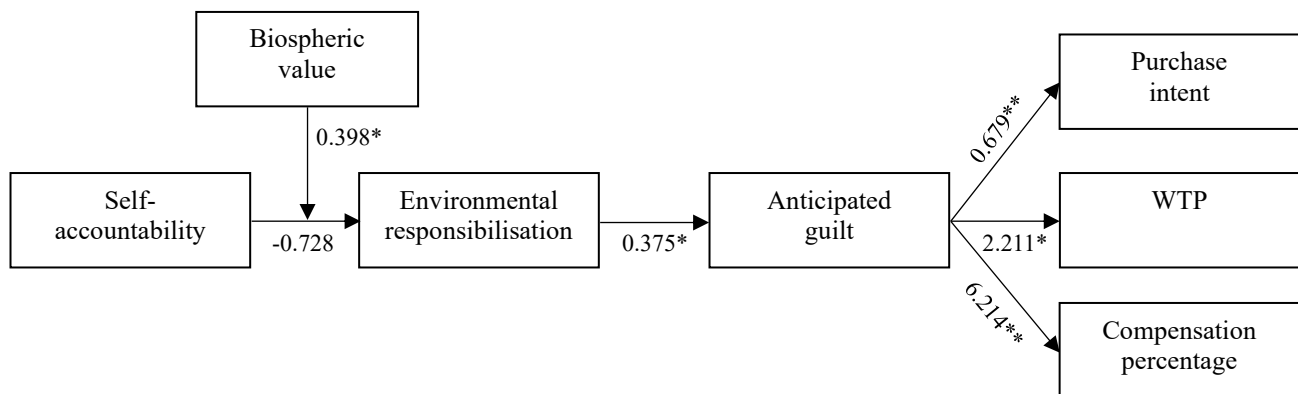 Biospheric
value
0.398*
Self-
accountability
-0.728
Environmental
responsibilisation
0.375*
Anticipated
guilt
0.679**
2.211*
6.214**
Purchase
intent
WTP
Compensation
percentage